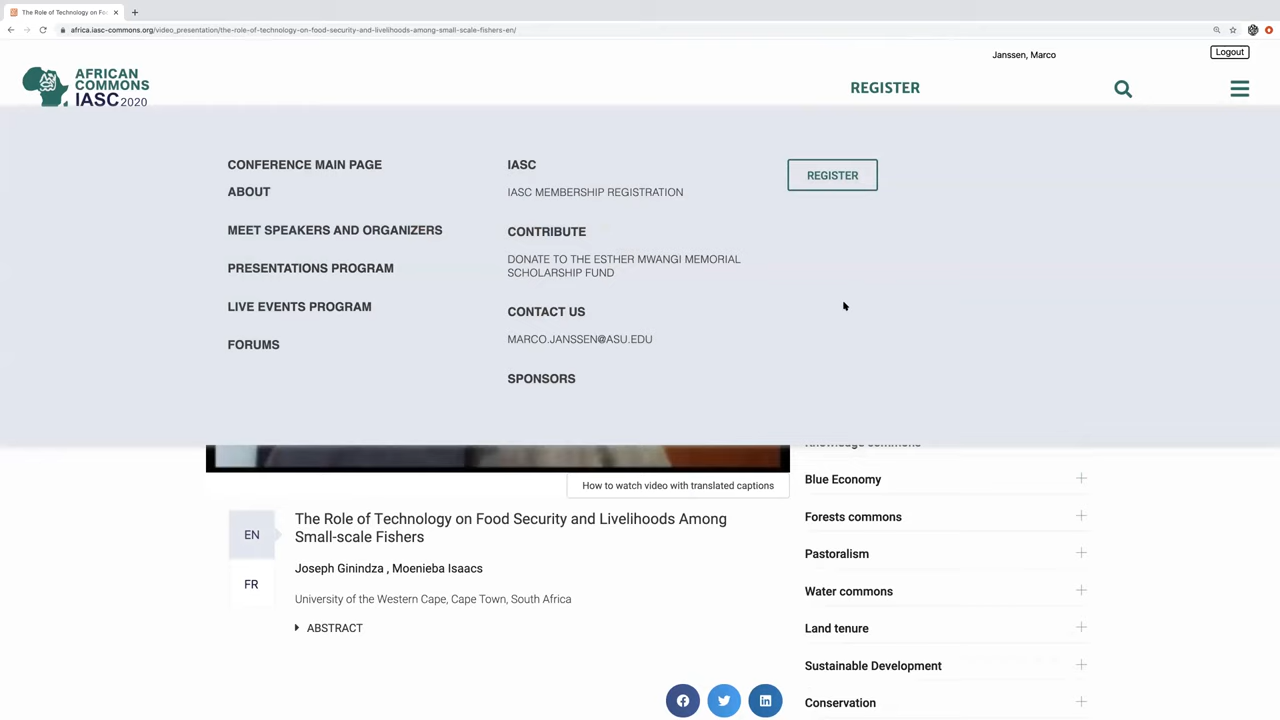 The Role of Technology on Fo
africa.iasc-commons.org/video_presentation/the-role-of-technology-on-food-security-and-livelihoods-among-small-scale-fishers-en/
Janssen, Marco
Logout
AFRICAN
COMMONS
IASC 2020
REGISTER
CONFERENCE MAIN PAGE
ABOUT
MEET SPEAKERS AND ORGANIZERS
PRESENTATIONS PROGRAM
LIVE EVENTS PROGRAM
FORUMS
IASC
IASC MEMBERSHIP REGISTRATION
CONTRIBUTE
DONATE TO THE ESTHER MWANGI MEMORIAL
SCHOLARSHIP FUND
CONTACT US
MARCO.JANSSEN@ASU.EDU
SPONSORS
REGISTER
How to watch video with translated captions
EN
FR
The Role of Technology on Food Security and Livelihoods Among
Small-scale Fishers
Joseph Ginindza , Moenieba Isaacs
University of the Western Cape, Cape Town, South Africa
ABSTRACT
Knowledge commons
Blue Economy
Forests commons
Pastoralism
Water commons
Land tenure
Sustainable Development
Conservation